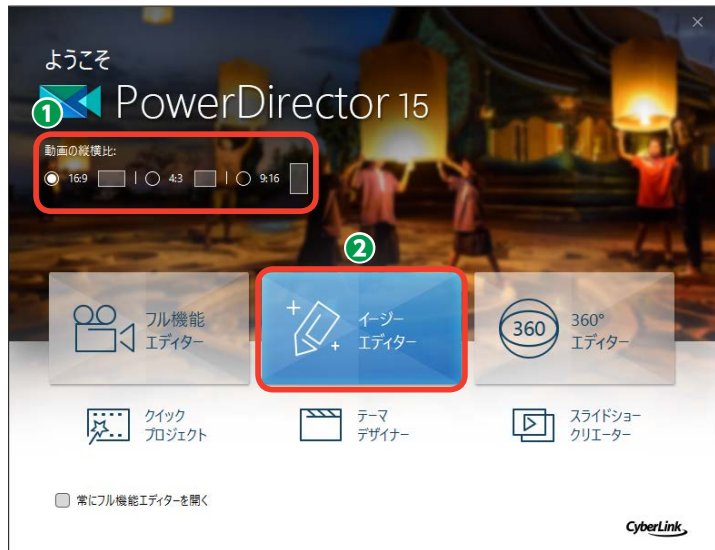 ようこそ
PowerDirector 15
1
動画の縦横比:
16:9 4:3 9:16
2
フル機能
エディター
イージー
エディター
360
360°
エディター
クイック
プロジェクト
テーマ
デザイナー
スライドショー
クリエーター
常にフル機能エディターを開く
CyberLink